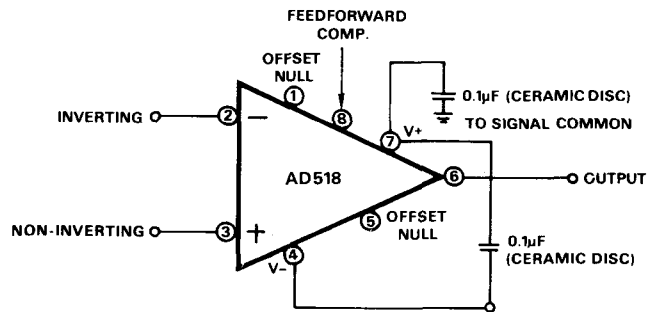 FEEDFORWARD
COMP.
OFFSET
NULL
1
8
0.1µF (CERAMIC DISC)
TO SIGNAL COMMON
INVERTING
2
−
7
V+
AD518
6
CUTPUT
NON-INVERTING
3
+
5
OFFSET
NULL
4
V−
0.1µF
(CERAMIC DISC)